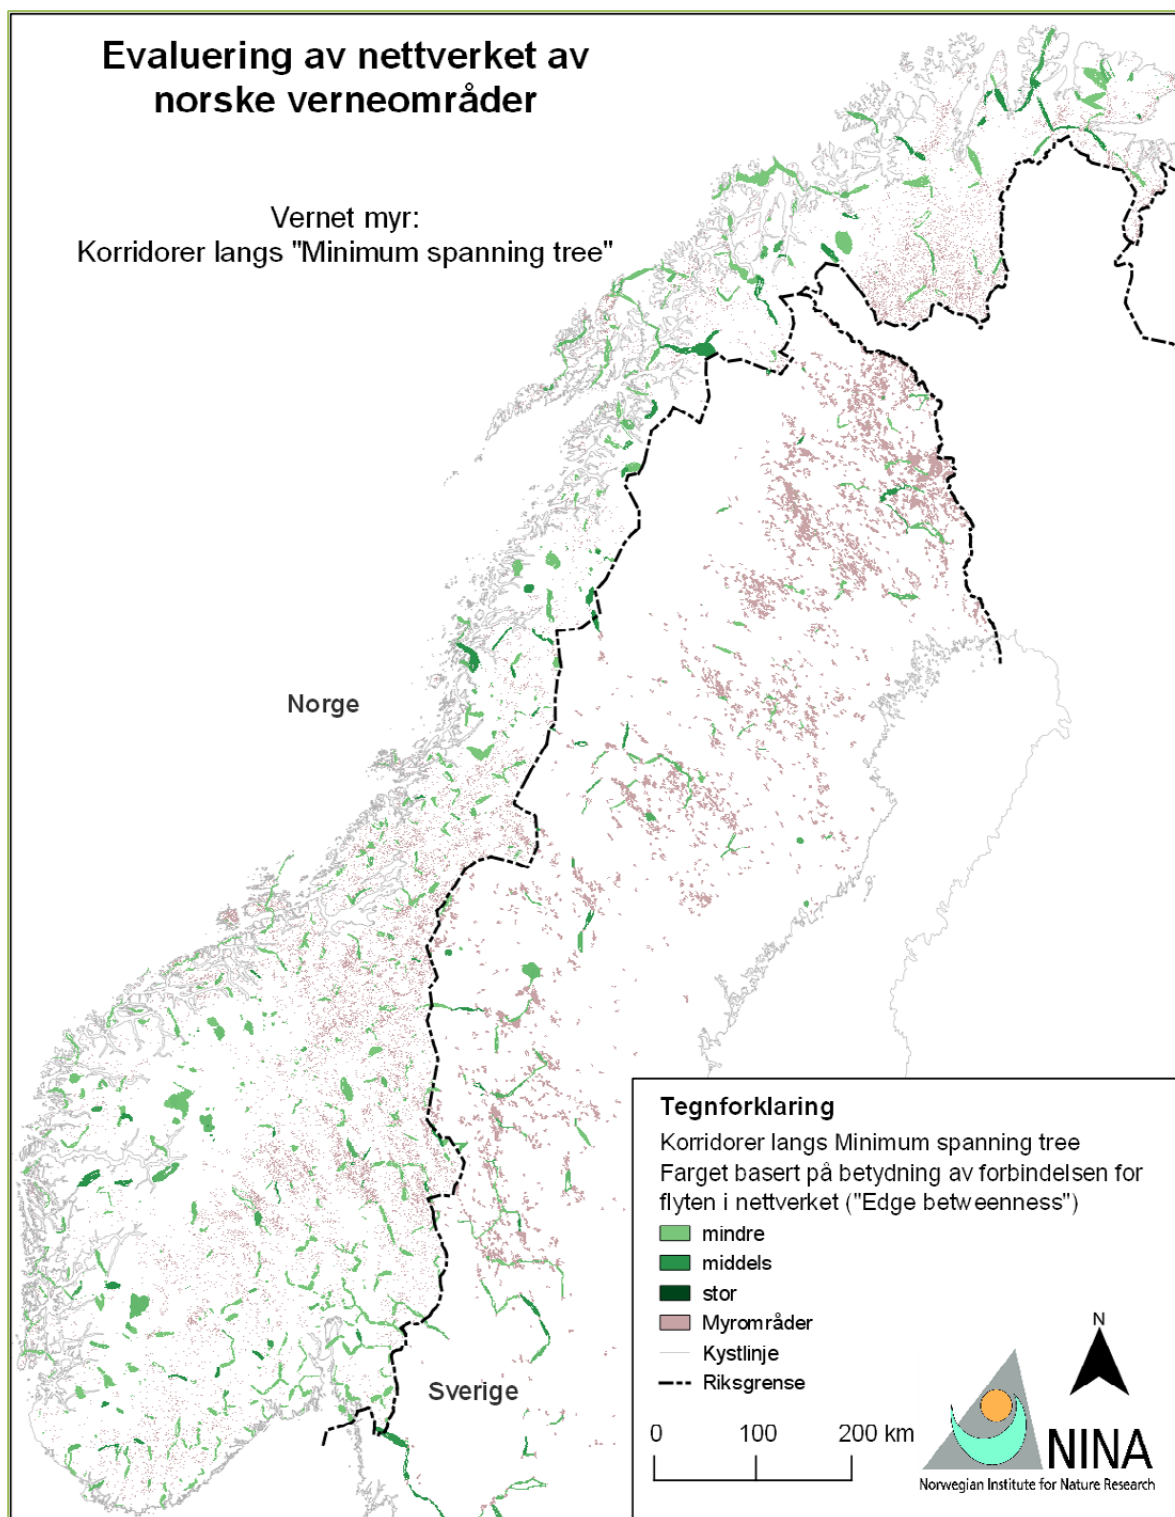 Evaluering av nettverket av
norske verneområder
Vernet myr:
Korridorer langs "Minimum spanning tree"
Norge
Sverige
Tegnforklaring
Korridorer langs Minimum spanning tree
Farget basert på betydning av forbindelsen for
flyten i nettverket ("Edge betweenness")
mindre
middels
stor
Myrområder
Kystlinje
Riksgrense
0 100 200 km
N
NINA
Norwegian Institute for Nature Research